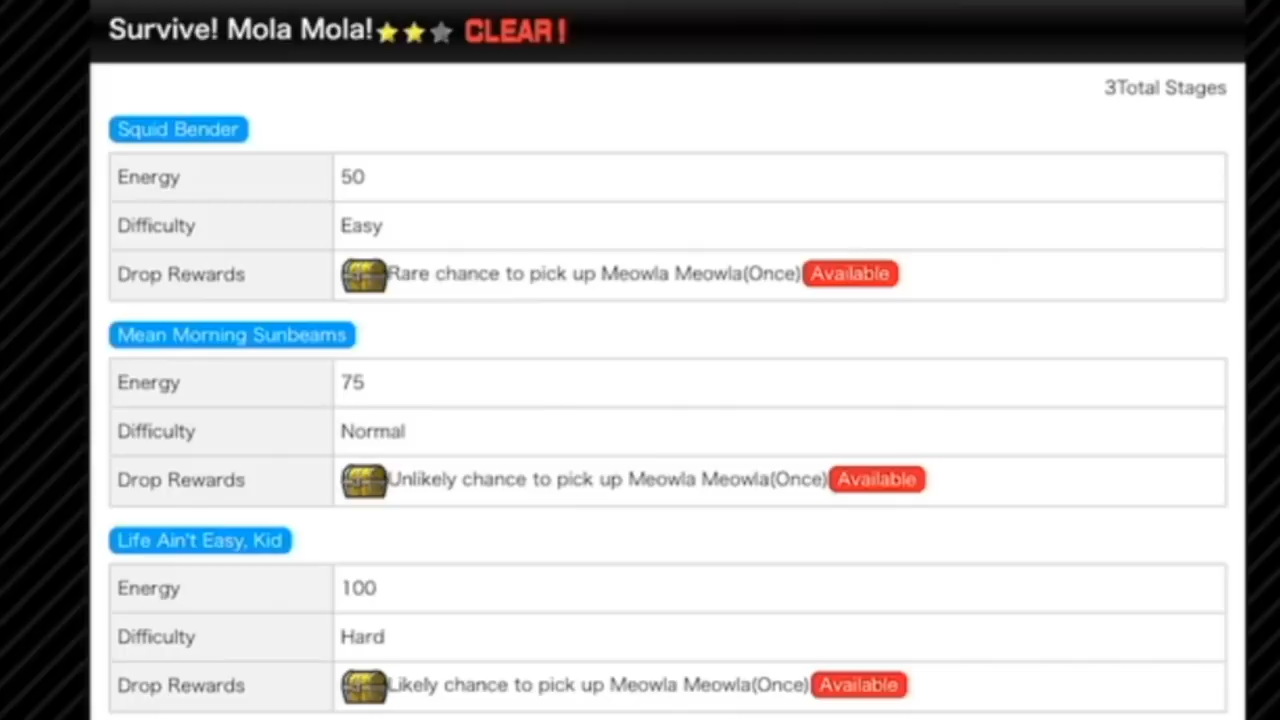 Survive! Mola Mola! CLEAR!
3Total Stages
Squid Bender
Energy 50
Difficulty Easy
Drop Rewards Rare chance to pick up Meowla Meowla(Once) Available
Mean Morning Sunbeams
Energy 75
Difficulty Normal
Drop Rewards Unlikely chance to pick up Meowla Meowla(Once) Available
Life Ain't Easy, Kid
Energy 100
Difficulty Hard
Drop Rewards Likely chance to pick up Meowla Meowla(Once) Available